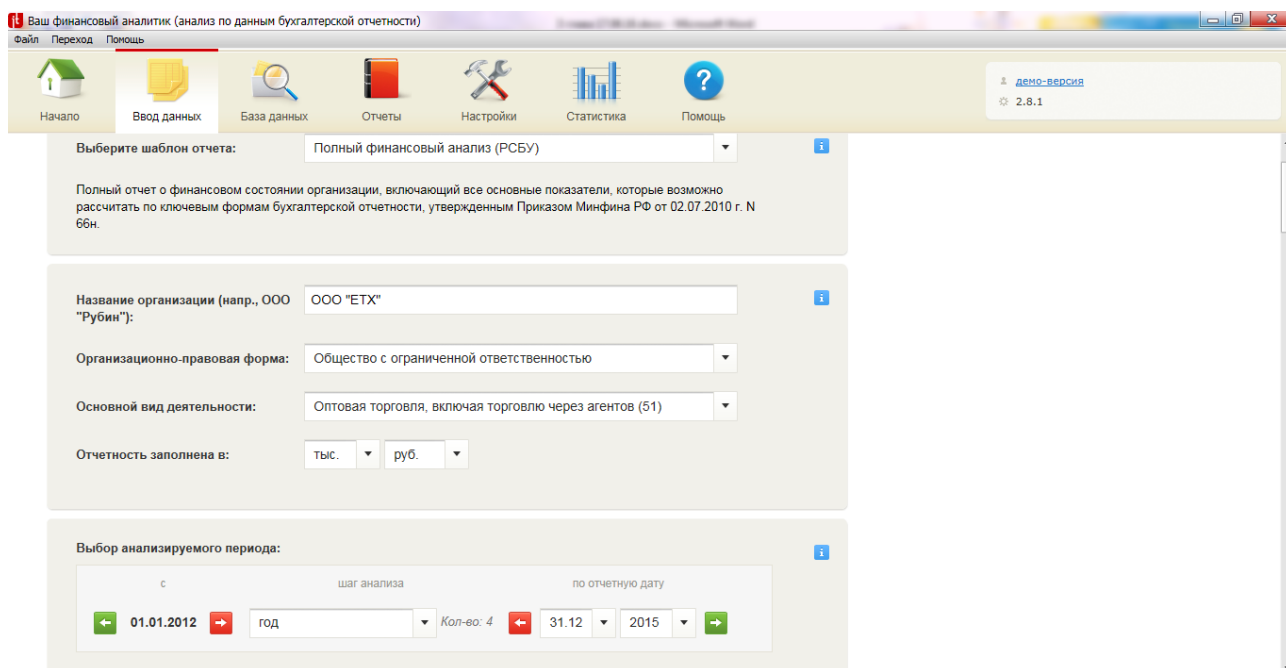 Ваш финансовый аналитик (анализ по данным бухгалтерской отчетности)
Файл Переход Помощь
Начало Ввод данных База данных Отчеты Настройки Статистика Помощь
демо-версия
2.8.1
Выберите шаблон отчета: Полный финансовый анализ (РСБУ)
Полный отчет о финансовом состоянии организации, включающий все основные показатели, которые возможно
рассчитать по ключевым формам бухгалтерской отчетности, утвержденным Приказом Минфина РФ от 02.07.2010 г. N
66н.
Название организации (напр., ООО "Рубин"): ООО "ЕТХ"
Организационно-правовая форма: Общество с ограниченной ответственностью
Основной вид деятельности: Оптовая торговля, включая торговлю через агентов (51)
Отчетность заполнена в: тыс. руб.
Выбор анализируемого периода:
с шаг анализа по отчетную дату
01.01.2012 год Кол-во: 4 31.12 2015